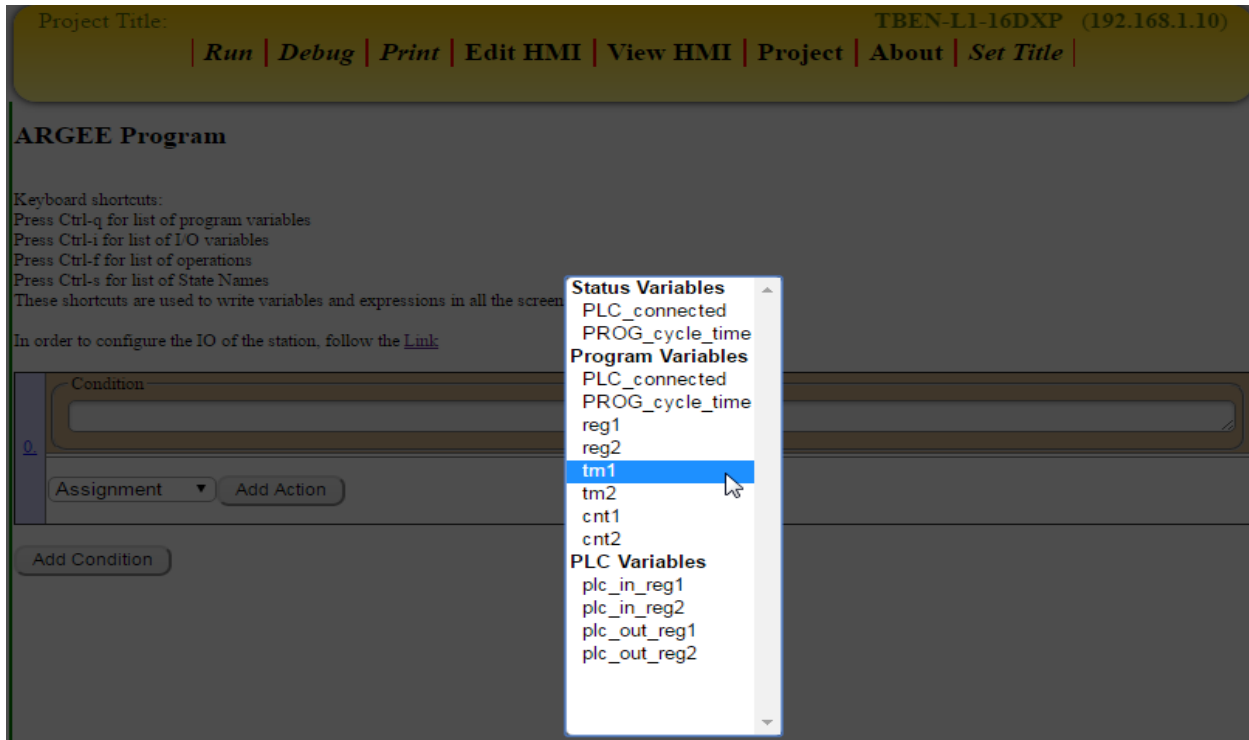 Project Title: TBEN-L1-16DXP (192.168.1.10)
Run | Debug | Print | Edit HMI | View HMI | Project | About | Set Title |
ARGEE Program
Keyboard shortcuts:
Press Ctrl-q for list of program variables
Press Ctrl-i for list of I/O variables
Press Ctrl-f for list of operations
Press Ctrl-s for list of State Names
These shortcuts are used to write variables and expressions in all the screen
In order to configure the IO of the station, follow the Link
Condition
0.
Assignment Add Action
Add Condition
Status Variables
PLC_connected
PROG_cycle_time
Program Variables
PLC_connected
PROG_cycle_time
reg1
reg2
tm1
tm2
cnt1
cnt2
PLC Variables
plc_in_reg1
plc_in_reg2
plc_out_reg1
plc_out_reg2